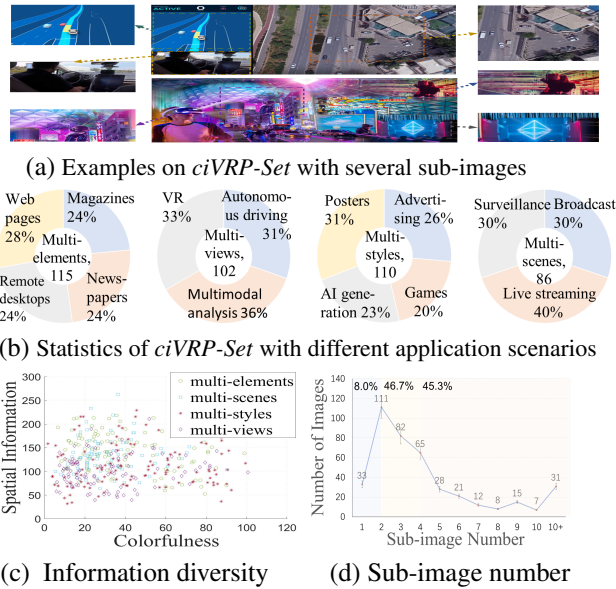 ACTIVE
(a) Examples on ciVRP-Set with several sub-images
Web pages 28%
Magazines 24%
Multi-elements, 115
Remote desktops 24%
News-papers 24%
VR 33%
Autonomo-us driving 31%
Multi-views, 102
Multimodal analysis 36%
Posters 31%
Adverti-sing 26%
Multi-styles, 110
AI gene-ration 23%
Games 20%
Surveillance 30%
Broadcast 30%
Multi-scenes, 86
Live streaming 40%
(b) Statistics of ciVRP-Set with different application scenarios
Spatial Information
300
250
200
150
100
50
0
0 20 40 60 80 100 120
Colorfulness
multi-elements
multi-scenes
multi-styles
multi-views
Number of Images
140
120
100
80
60
40
20
0
8.0% 46.7% 45.3%
33 111 82 65 28 21 12 8 15 7 31
1 2 3 4 5 6 7 8 9 10 10+
Sub-image Number
(c) Information diversity
(d) Sub-image number